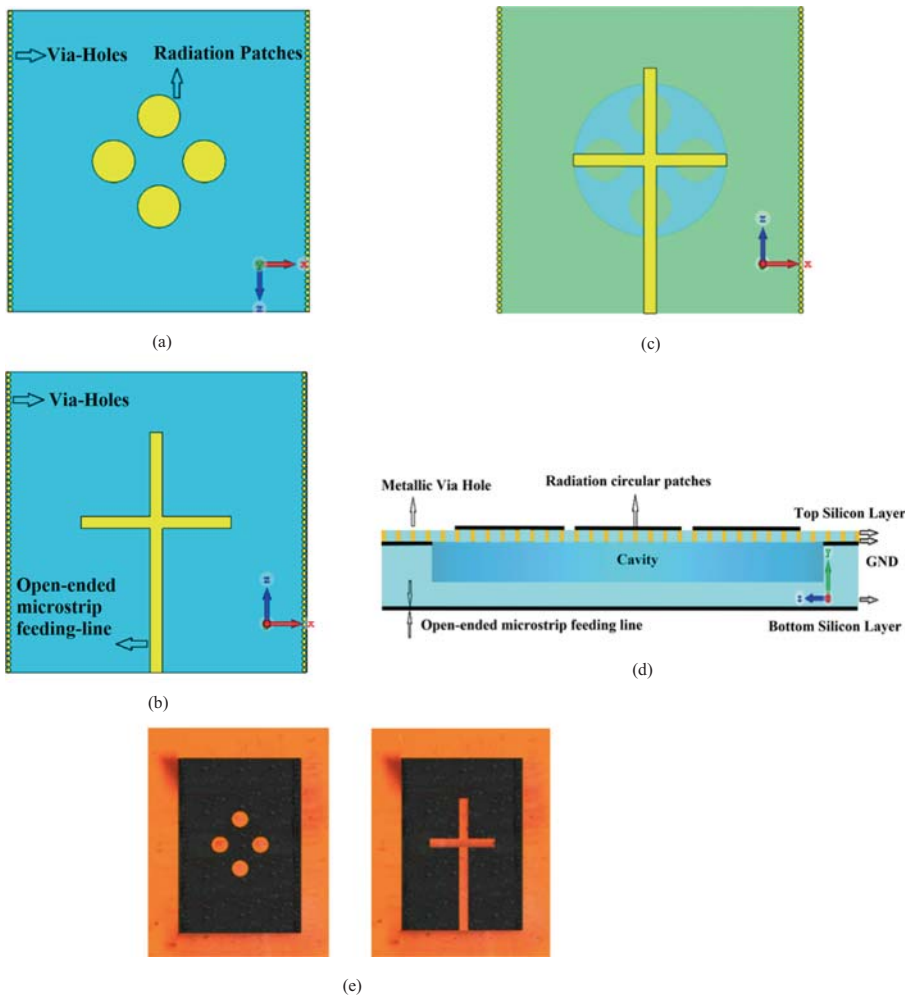 Via-Holes
Radiation Patches
y
x
z
(a)
z
x
(c)
Via-Holes
Open-ended
microstrip
feeding-line
z
x
(b)
Metallic Via Hole
Radiation circular patches
Top Silicon Layer
Cavity
y
GND
z
Open-ended microstrip feeding line
Bottom Silicon Layer
(d)
(e)